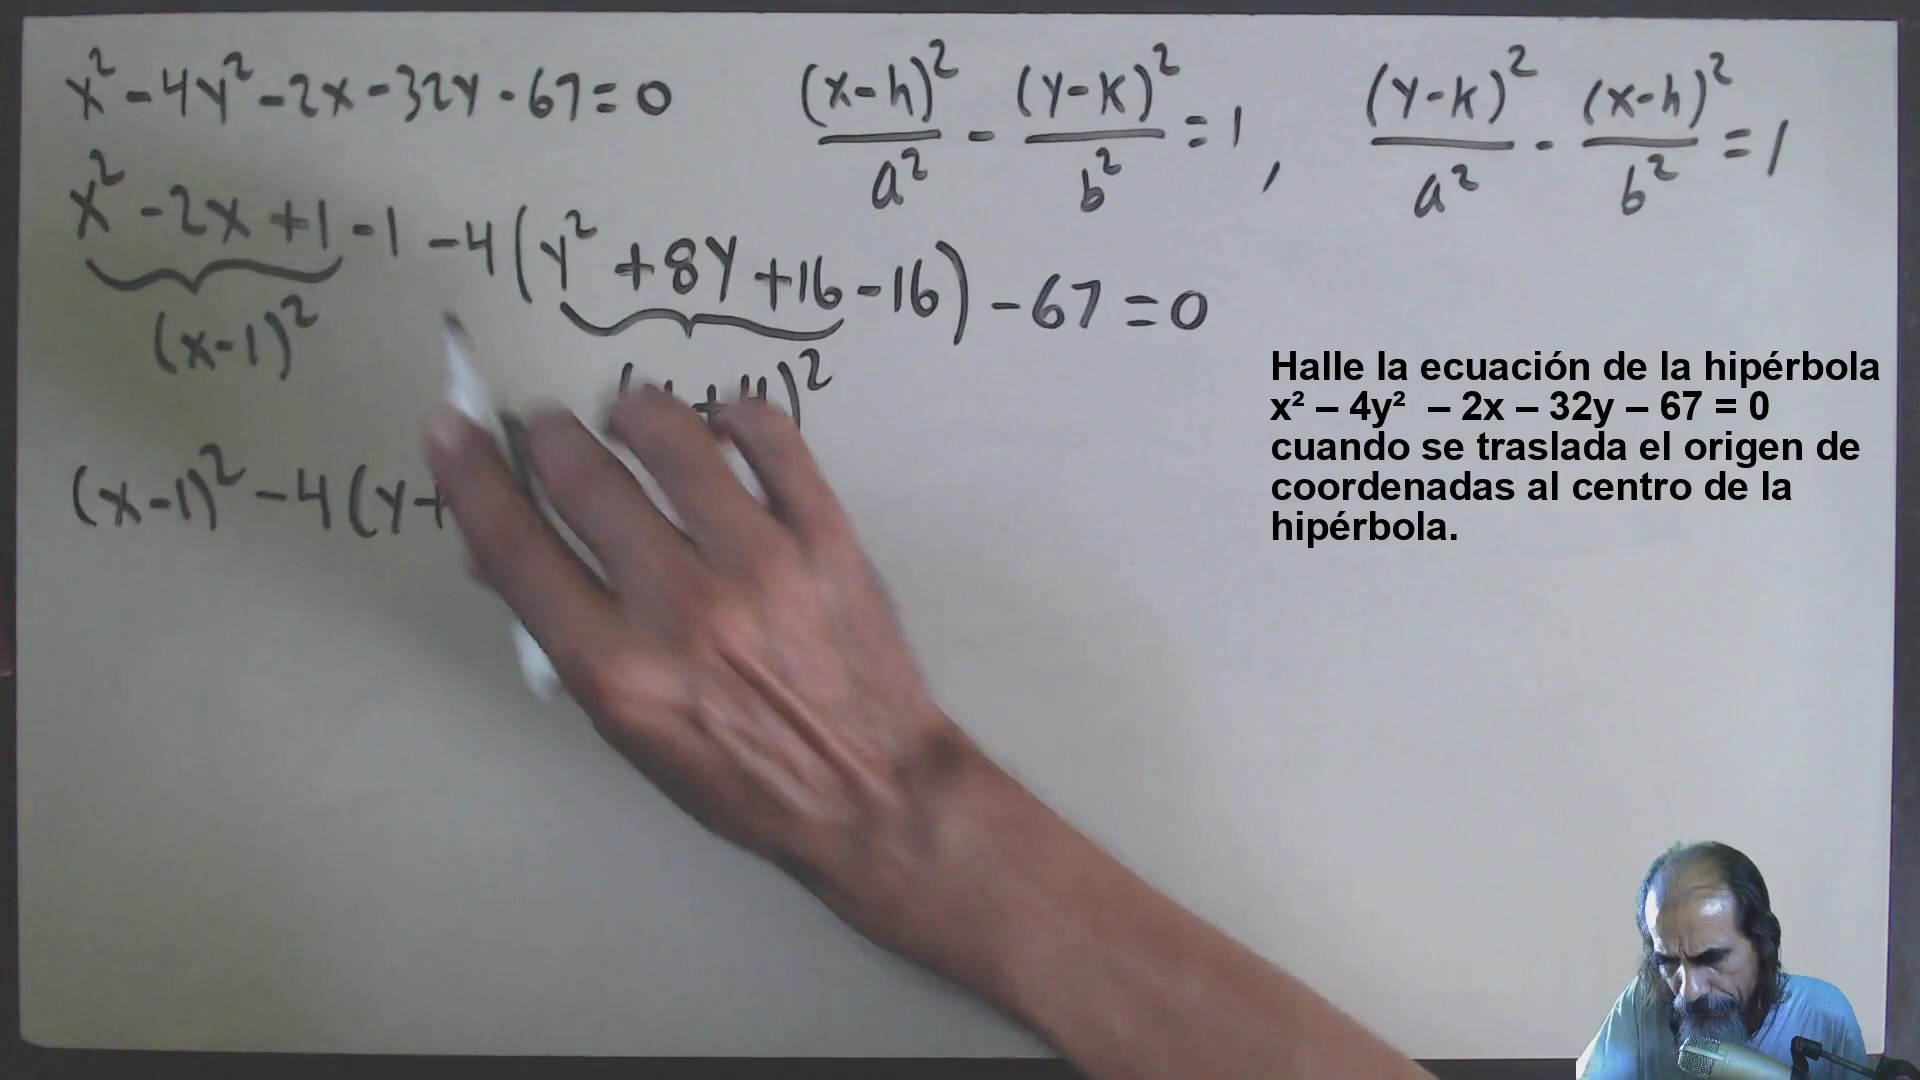 x² - 4y² - 2x - 32y - 67 = 0
(x-h)²/a² - (y-k)²/b² = 1 , (y-k)²/a² - (x-h)²/b² = 1
x² - 2x + 1 - 1 - 4(y² + 8y + 16 - 16) - 67 = 0
(x-1)²
+4)²
(x-1)² - 4(y+
Halle la ecuación de la hipérbola
x² – 4y² – 2x – 32y – 67 = 0
cuando se traslada el origen de
coordenadas al centro de la
hipérbola.